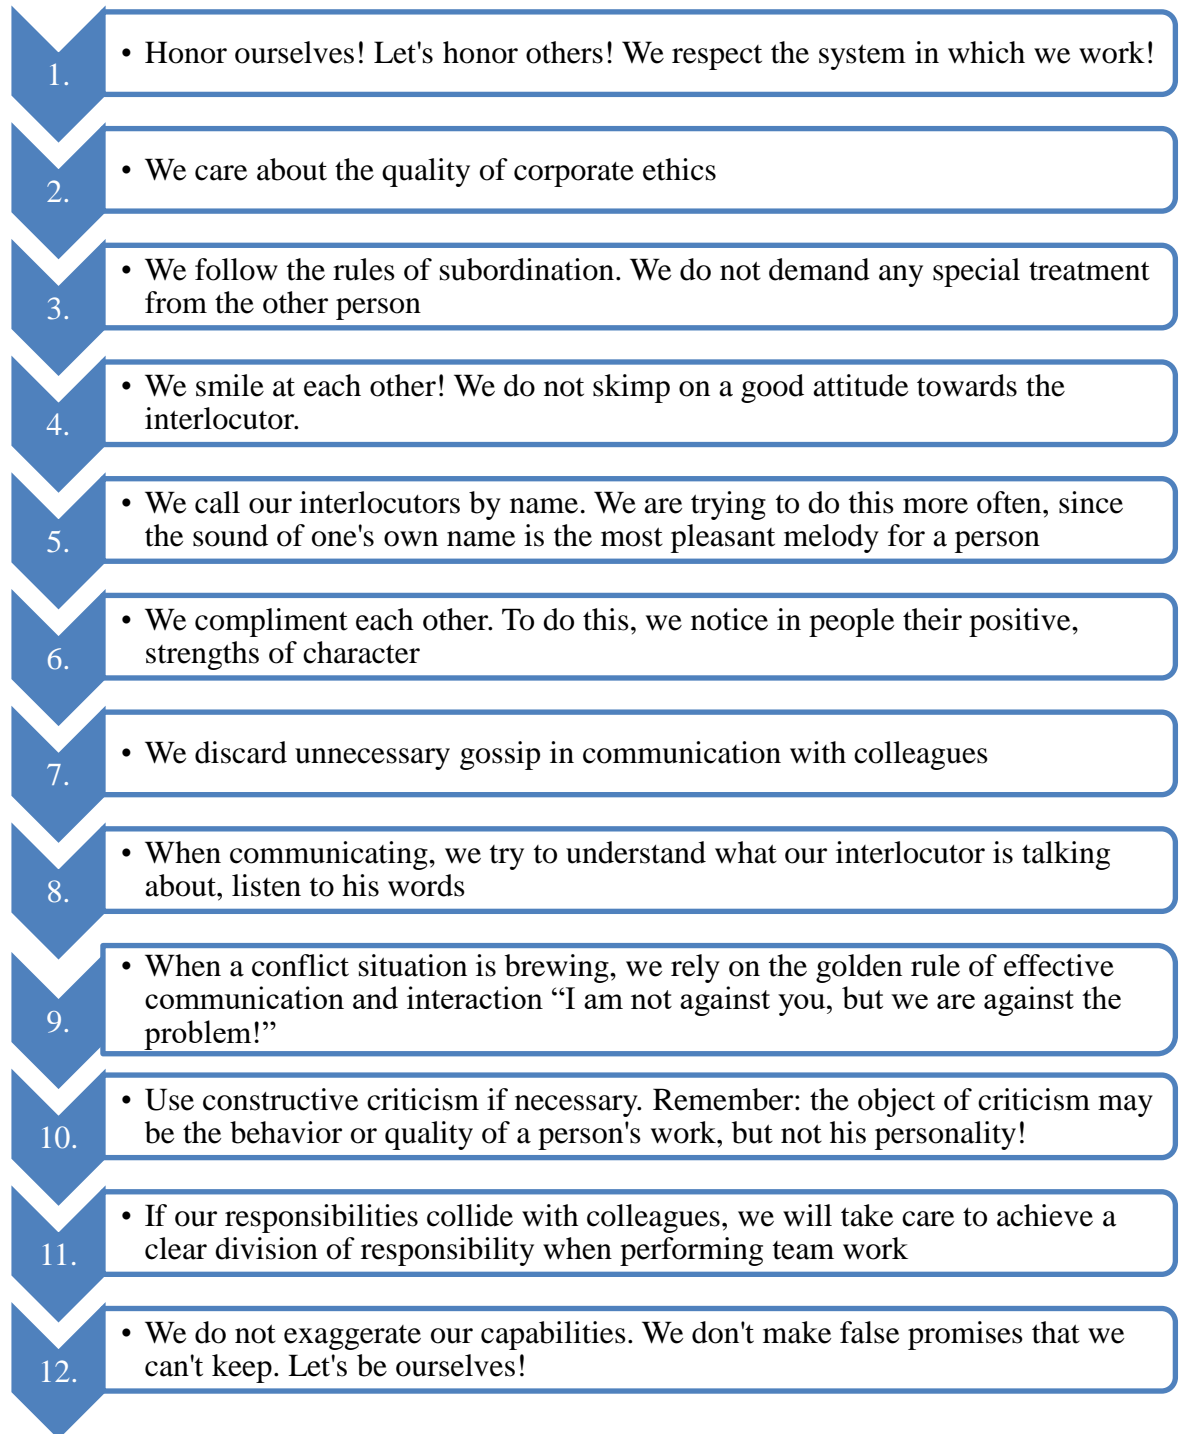 1.
• Honor ourselves! Let's honor others! We respect the system in which we work!
2.
• We care about the quality of corporate ethics
3.
• We follow the rules of subordination. We do not demand any special treatment
from the other person
4.
• We smile at each other! We do not skimp on a good attitude towards the
interlocutor.
5.
• We call our interlocutors by name. We are trying to do this more often, since
the sound of one's own name is the most pleasant melody for a person
6.
• We compliment each other. To do this, we notice in people their positive,
strengths of character
7.
• We discard unnecessary gossip in communication with colleagues
8.
• When communicating, we try to understand what our interlocutor is talking
about, listen to his words
9.
• When a conflict situation is brewing, we rely on the golden rule of effective
communication and interaction “I am not against you, but we are against the
problem!”
10.
• Use constructive criticism if necessary. Remember: the object of criticism may
be the behavior or quality of a person's work, but not his personality!
11.
• If our responsibilities collide with colleagues, we will take care to achieve a
clear division of responsibility when performing team work
12.
• We do not exaggerate our capabilities. We don't make false promises that we
can't keep. Let's be ourselves!